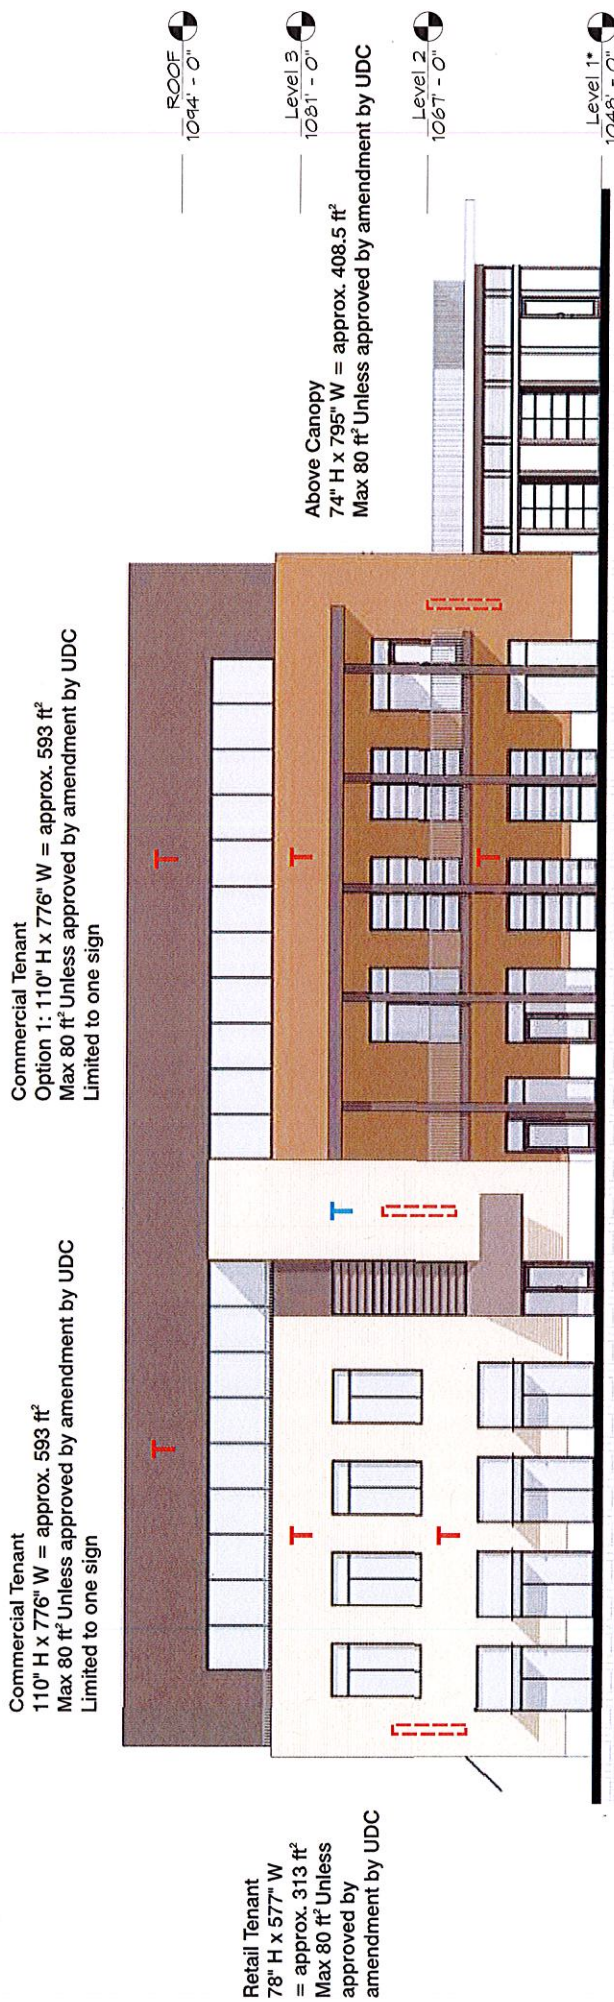 Commercial Tenant
110" H x 776" W = approx. 593 ft²
Max 80 ft² Unless approved by amendment by UDC
Limited to one sign
Commercial Tenant
Option 1: 110" H x 776" W = approx. 593 ft²
Max 80 ft² Unless approved by amendment by UDC
Limited to one sign
Retail Tenant
78" H x 577" W
= approx. 313 ft²
Max 80 ft² Unless
approved by
amendment by UDC
Above Canopy
74" H x 795" W = approx. 408.5 ft²
Max 80 ft² Unless approved by amendment by UDC
T
T
T
T
T
T
T
ROOF
1094' - 0"
Level 3
1081' - 0"
Level 2
1067' - 0"
Level 1*
1048' - 0"